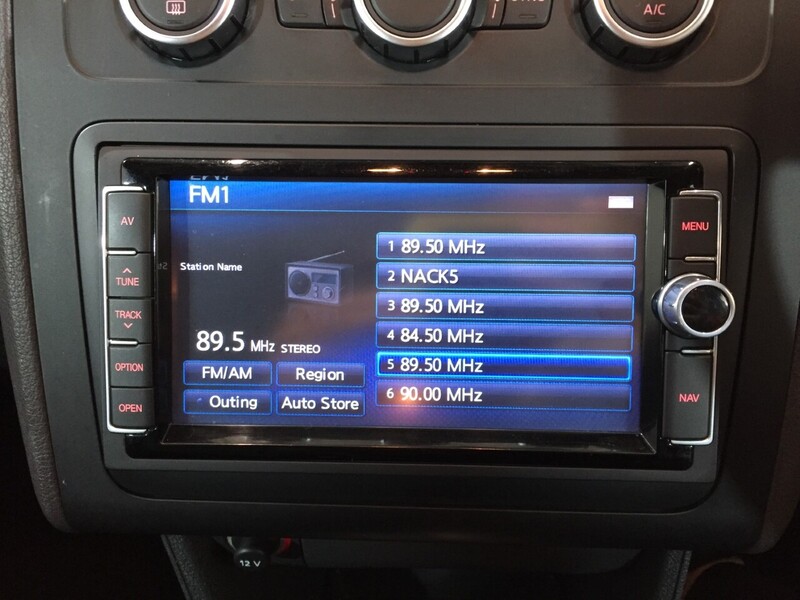 A/C
FM1
AV
TUNE
TRACK
OPTION
OPEN
Station Name
89.5 MHz STEREO
FM/AM
Region
Outing
Auto Store
1 89.50 MHz
2 NACK5
3 89.50 MHz
4 84.50 MHz
5 89.50 MHz
6 90.00 MHz
MENU
NAV
12 V